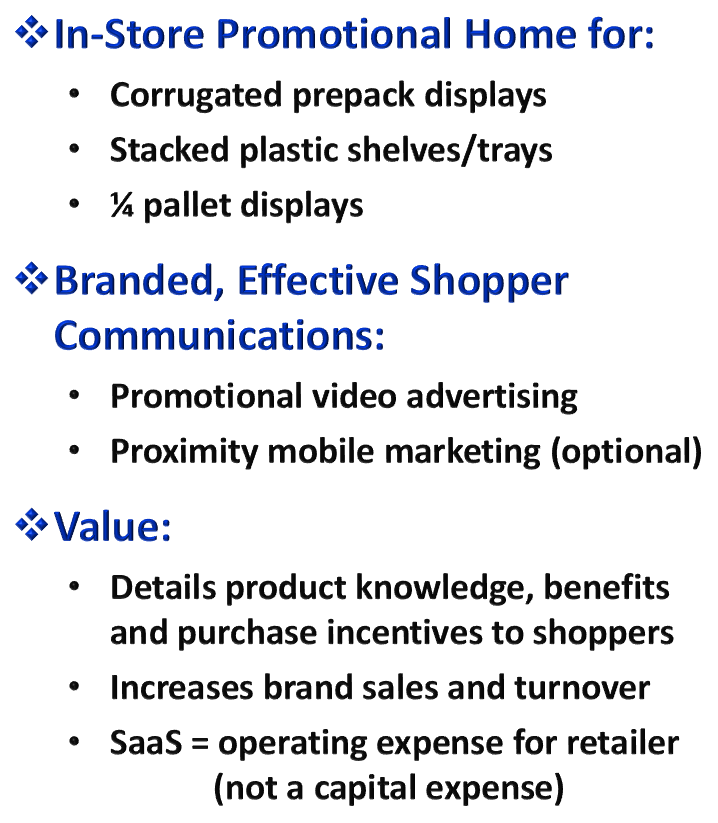 ❖In-Store Promotional Home for:
• Corrugated prepack displays
• Stacked plastic shelves/trays
• ¼ pallet displays
❖Branded, Effective Shopper
Communications:
• Promotional video advertising
• Proximity mobile marketing (optional)
❖Value:
• Details product knowledge, benefits
and purchase incentives to shoppers
• Increases brand sales and turnover
• SaaS = operating expense for retailer
(not a capital expense)